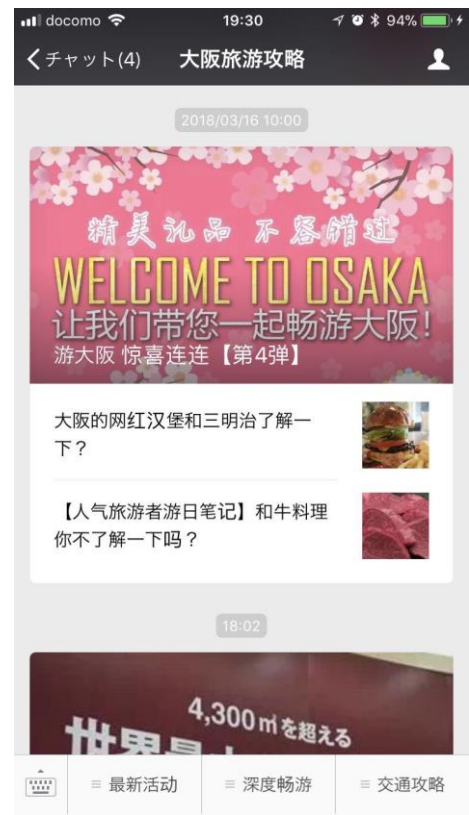 docomo 19:30 94%
チャット(4) 大阪旅游攻略
2018/03/16 10:00
精美礼品 不容错过
WELCOME TO OSAKA
让我们带您一起畅游大阪!
游大阪 惊喜连连【第4弹】
大阪的网红汉堡和三明治了解一
下？
【人气旅游者游日笔记】和牛料理
你不了解一下吗？
18:02
4,300㎡を超える
世界最大
最新活动 深度畅游 交通攻略